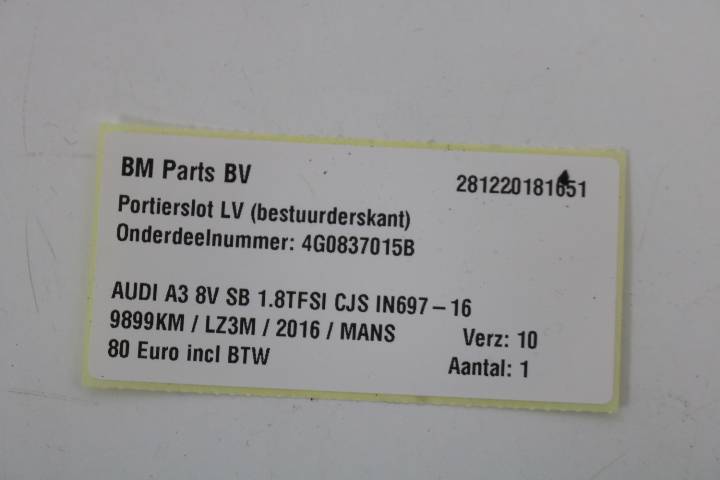 BM Parts BV 281220181651
Portierslot LV (bestuurderskant)
Onderdeelnummer: 4G0837015B
AUDI A3 8V SB 1.8TFSI CJS IN697-16
9899KM / LZ3M / 2016 / MANS Verz: 10
80 Euro incl BTW Aantal: 1